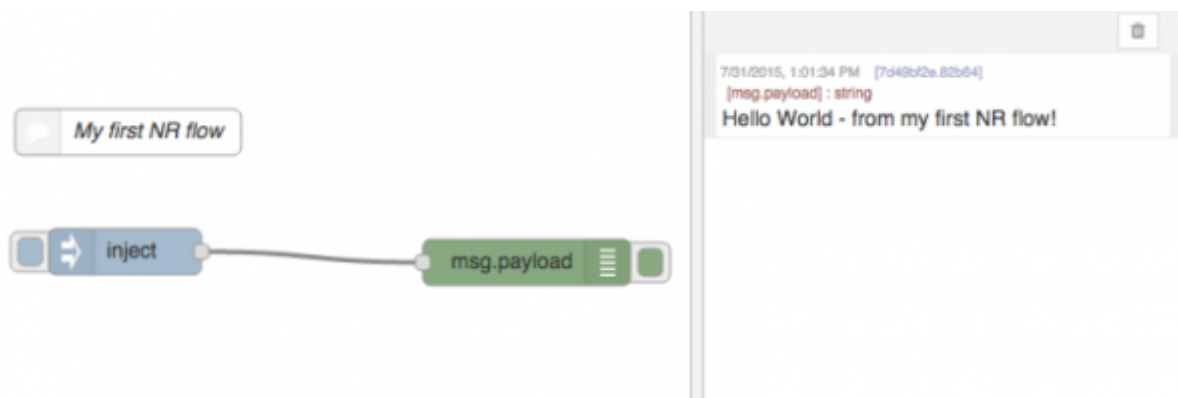 My first NR flow
inject
msg.payload
7/31/2015, 1:01:34 PM [7d49bf2e.82b64]
[msg.payload] : string
Hello World - from my first NR flow!